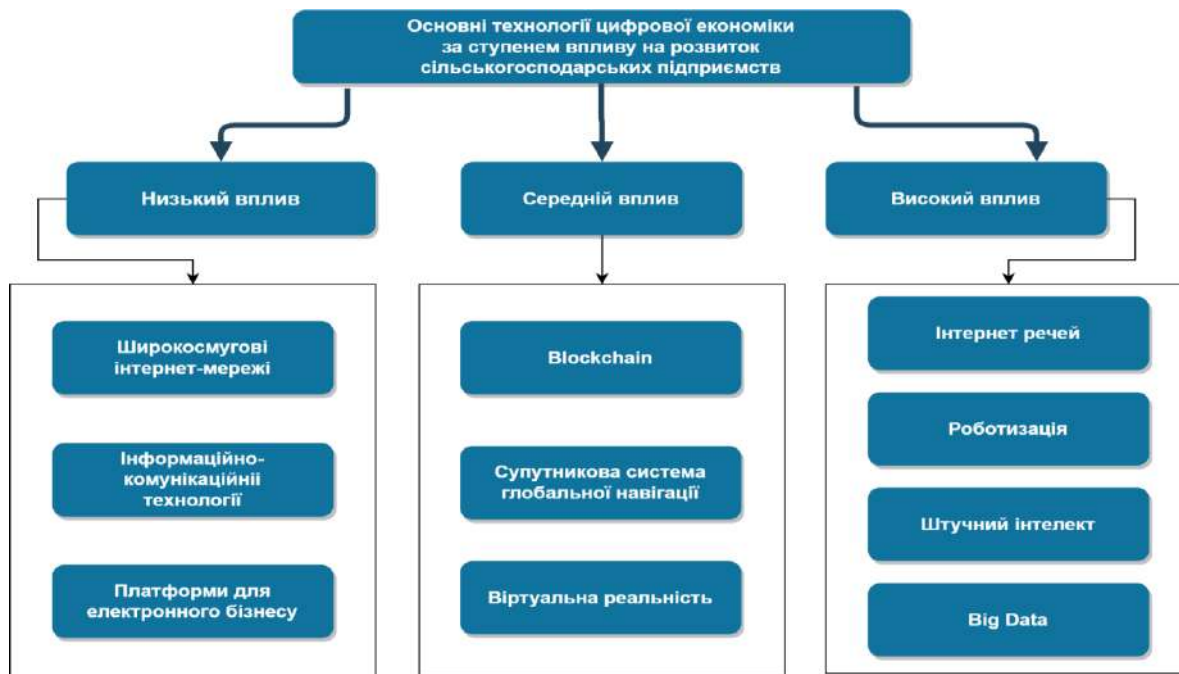 Основні технології цифрової економіки
за ступенем впливу на розвиток
сільськогосподарських підприємств
Низький вплив
Середній вплив
Високий вплив
Широкосмугові
інтернет-мережі
Інформаційно-
комунікаційніі
технології
Платформи для
електронного бізнесу
Blockchain
Супутникова система
глобальної навігації
Віртуальна реальність
Інтернет речей
Роботизація
Штучний інтелект
Big Data